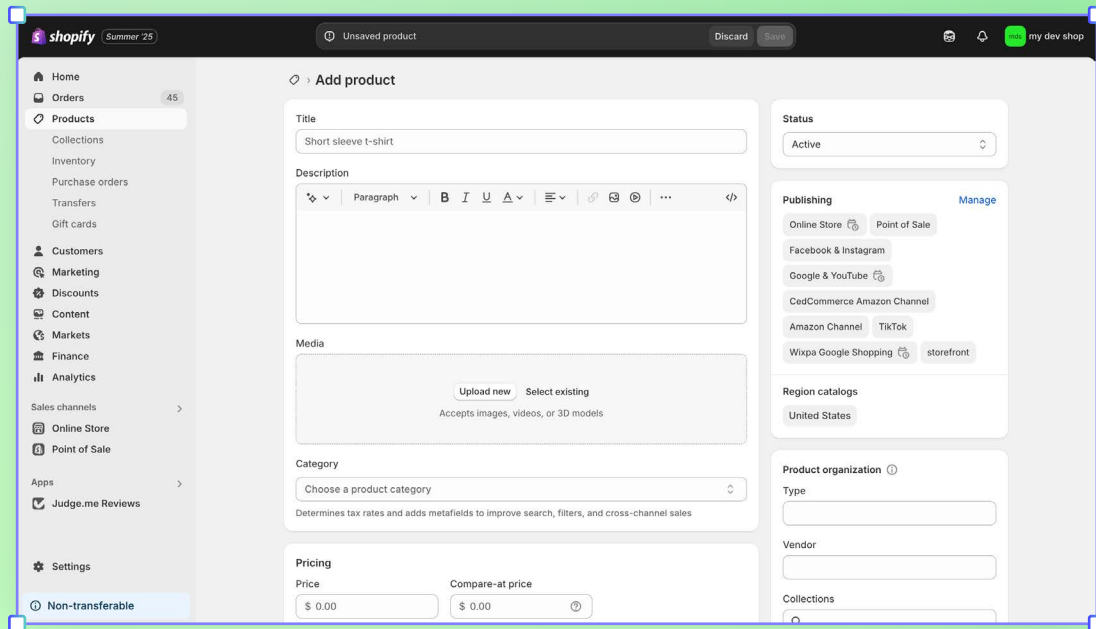 shopify Summer '25
Unsaved product
Discard Save
mds my dev shop
Home
Orders 45
Products
Collections
Inventory
Purchase orders
Transfers
Gift cards
Customers
Marketing
Discounts
Content
Markets
Finance
Analytics
Sales channels
Online Store
Point of Sale
Apps
Judge.me Reviews
Settings
Non-transferable
Add product
Title
Short sleeve t-shirt
Description
Paragraph B I U A
Media
Upload new Select existing
Accepts images, videos, or 3D models
Category
Choose a product category
Determines tax rates and adds metafields to improve search, filters, and cross-channel sales
Pricing
Price Compare-at price
$ 0.00 $ 0.00
Status
Active
Publishing Manage
Online Store Point of Sale
Facebook & Instagram
Google & YouTube
CedCommerce Amazon Channel
Amazon Channel TikTok
Wixpa Google Shopping storefront
Region catalogs
United States
Product organization
Type
Vendor
Collections